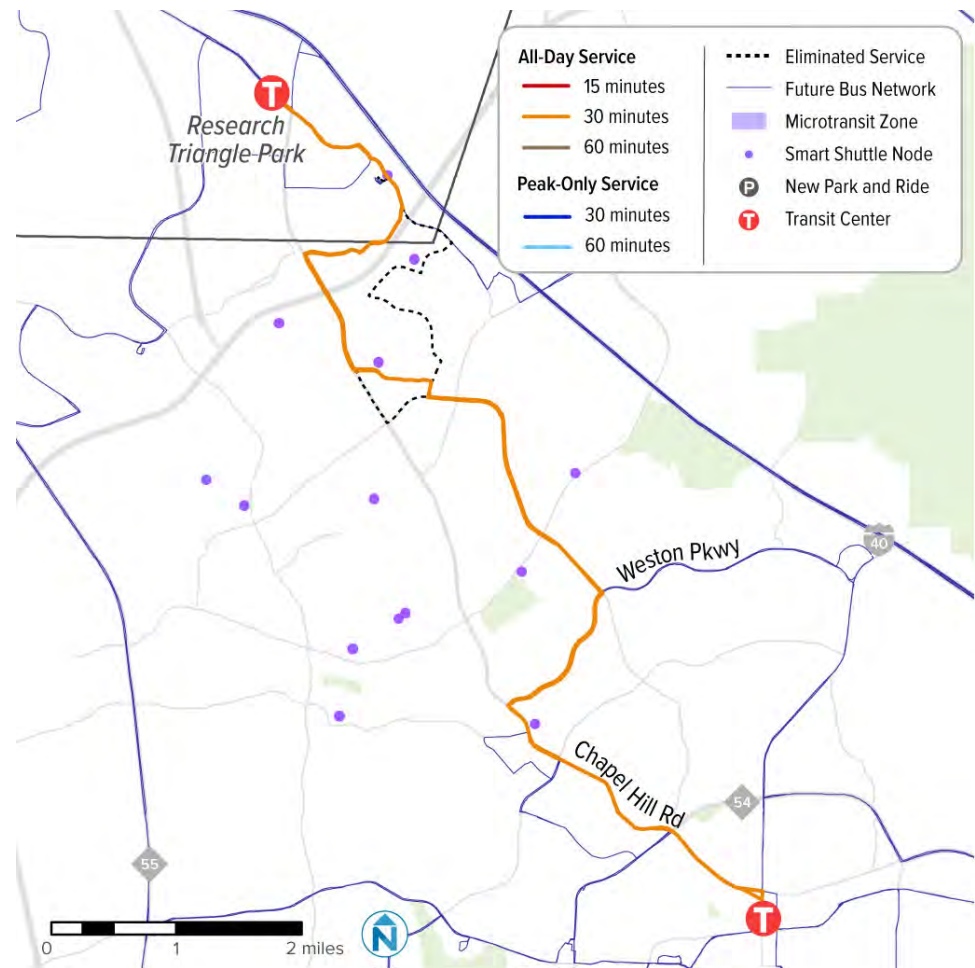 All-Day Service
15 minutes
30 minutes
60 minutes
Peak-Only Service
30 minutes
60 minutes
Eliminated Service
Future Bus Network
Microtransit Zone
Smart Shuttle Node
P
New Park and Ride
T
Transit Center
T
Research
Triangle Park
40
Weston Pkwy
Chapel Hill Rd
54
55
T
0
1
2 miles
N